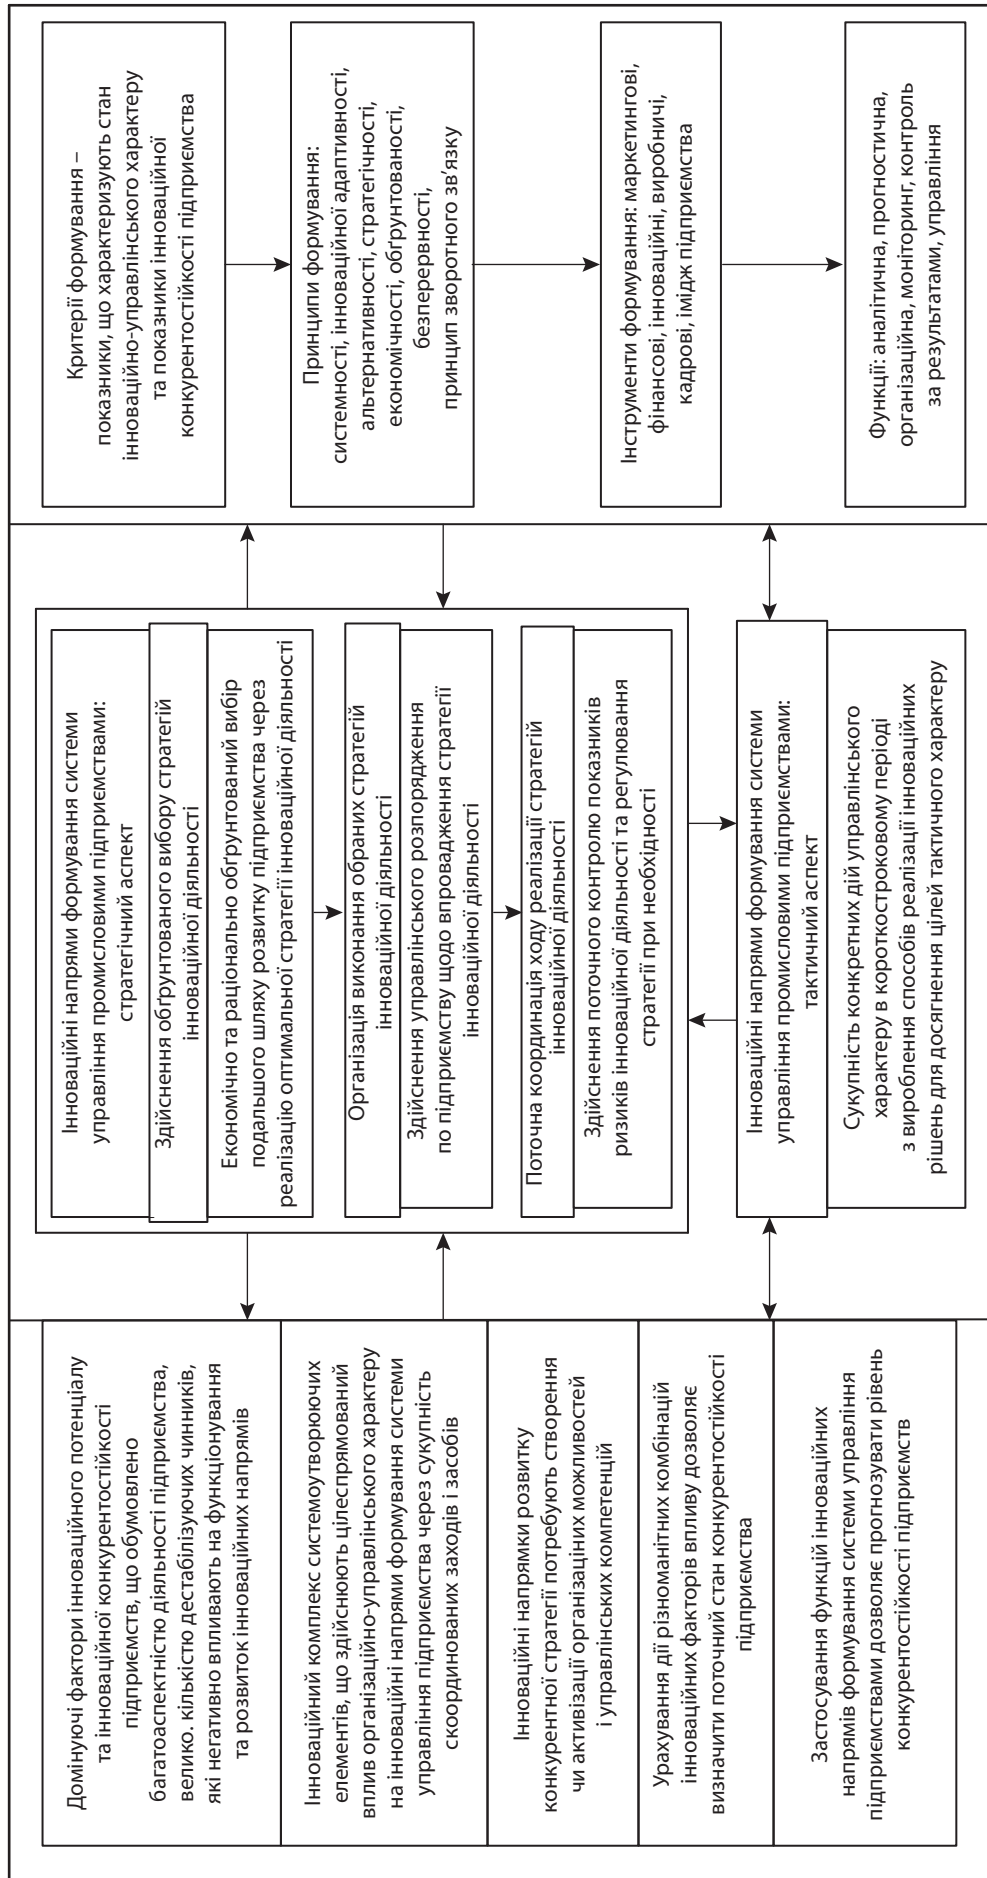 Домінуючі фактори інноваційного потенціалу
та інноваційної конкурентостійкості
підприємств, що обумовлено
багатоаспектністю діяльності підприємства,
велико. кількістю дестабілізуючих чинників,
які негативно впливають на функціонування
та розвиток інноваційних напрямів
Інноваційний комплекс системоутворюючих
елементів, що здійснюють цілеспрямований
вплив організаційно-управлінського характеру
на інноваційні напрями формування системи
управління підприємства через сукупність
скоординованих заходів і засобів
Інноваційні напрямки розвитку
конкурентної стратегії потребують створення
чи активізації організаціних можливостей
і управлінських компетенцій
Урахування дії різноманітних комбінацій
інноваційних факторів впливу дозволяє
визначити поточний стан конкурентостійкості
підприємства
Застосування функцій інноваційних
напрямів формування системи управління
підприємствами дозволяє прогнозувати рівень
конкурентостійкості підприємств
Інноваційні напрями формування системи
управління промисловими підприємствами:
стратегічний аспект
Здійснення обґрунтованого вибору стратегій
інноваційної діяльності
Економічно та раціонально обґрунтований вибір
подальшого шляху розвитку підприємства через
реалізацію оптимальної стратегії інноваційної діяльності
Організація виконання обраних стратегій
інноваційної діяльності
Здійснення управлінського розпорядження
по підприємству щодо впровадження стратегії
інноваційної діяльності
Поточна координація ходу реалізації стратегій
інноваційної діяльності
Здійснення поточного контролю показників
ризиків інноваційної діяльності та регулювання
стратегії при необхідності
Інноваційні напрями формування системи
управління промисловими підприємствами:
тактичний аспект
Сукупність конкретних дій управлінського
характеру в короткостроковому періоді
з вироблення способів реалізації інноваційних
рішень для досягнення цілей тактичного характеру
Критерії формування –
показники, що характеризують стан
інноваційно-управлінського характеру
та показники інноваційної
конкурентостійкості підприємства
Принципи формування:
системності, інноваційної адаптивності,
альтернативності, стратегічності,
економічності, обґрунтованості,
безперервності,
принцип зворотного зв'язку
Інструменти формування: маркетингові,
фінансові, інноваційні, виробничі,
кадрові, імідж підприємства
Функції: аналітична, прогностична,
організаційна, моніторинг, контроль
за результатами, управління